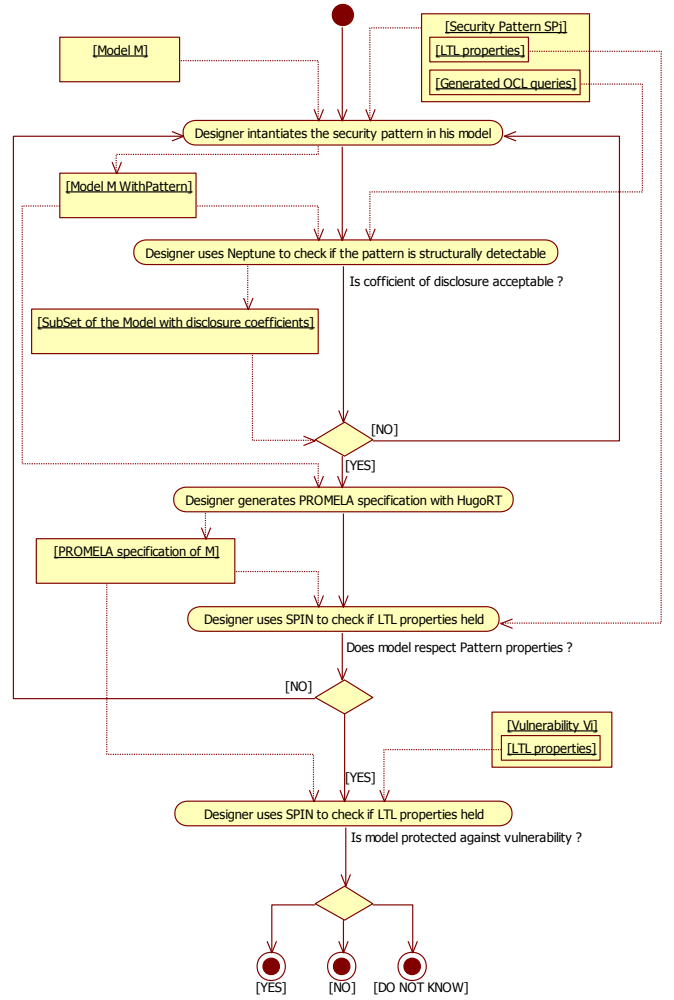 [Security Pattern SPj]
[Model M]
[LTL properties]
[Generated OCL queries]
Designer intantiates the security pattern in his model
[Model M WithPattern]
Designer uses Neptune to check if the pattern is structurally detectable
Is cofficient of disclosure acceptable ?
[SubSet of the Model with disclosure coefficients]
[NO]
[YES]
Designer generates PROMELA specification with HugoRT
[PROMELA specification of M]
Designer uses SPIN to check if LTL properties held
Does model respect Pattern properties ?
[NO]
[Vulnerability Vi]
[LTL properties]
[YES]
Designer uses SPIN to check if LTL properties held
Is model protected against vulnerability ?
[YES]
[NO]
[DO NOT KNOW]